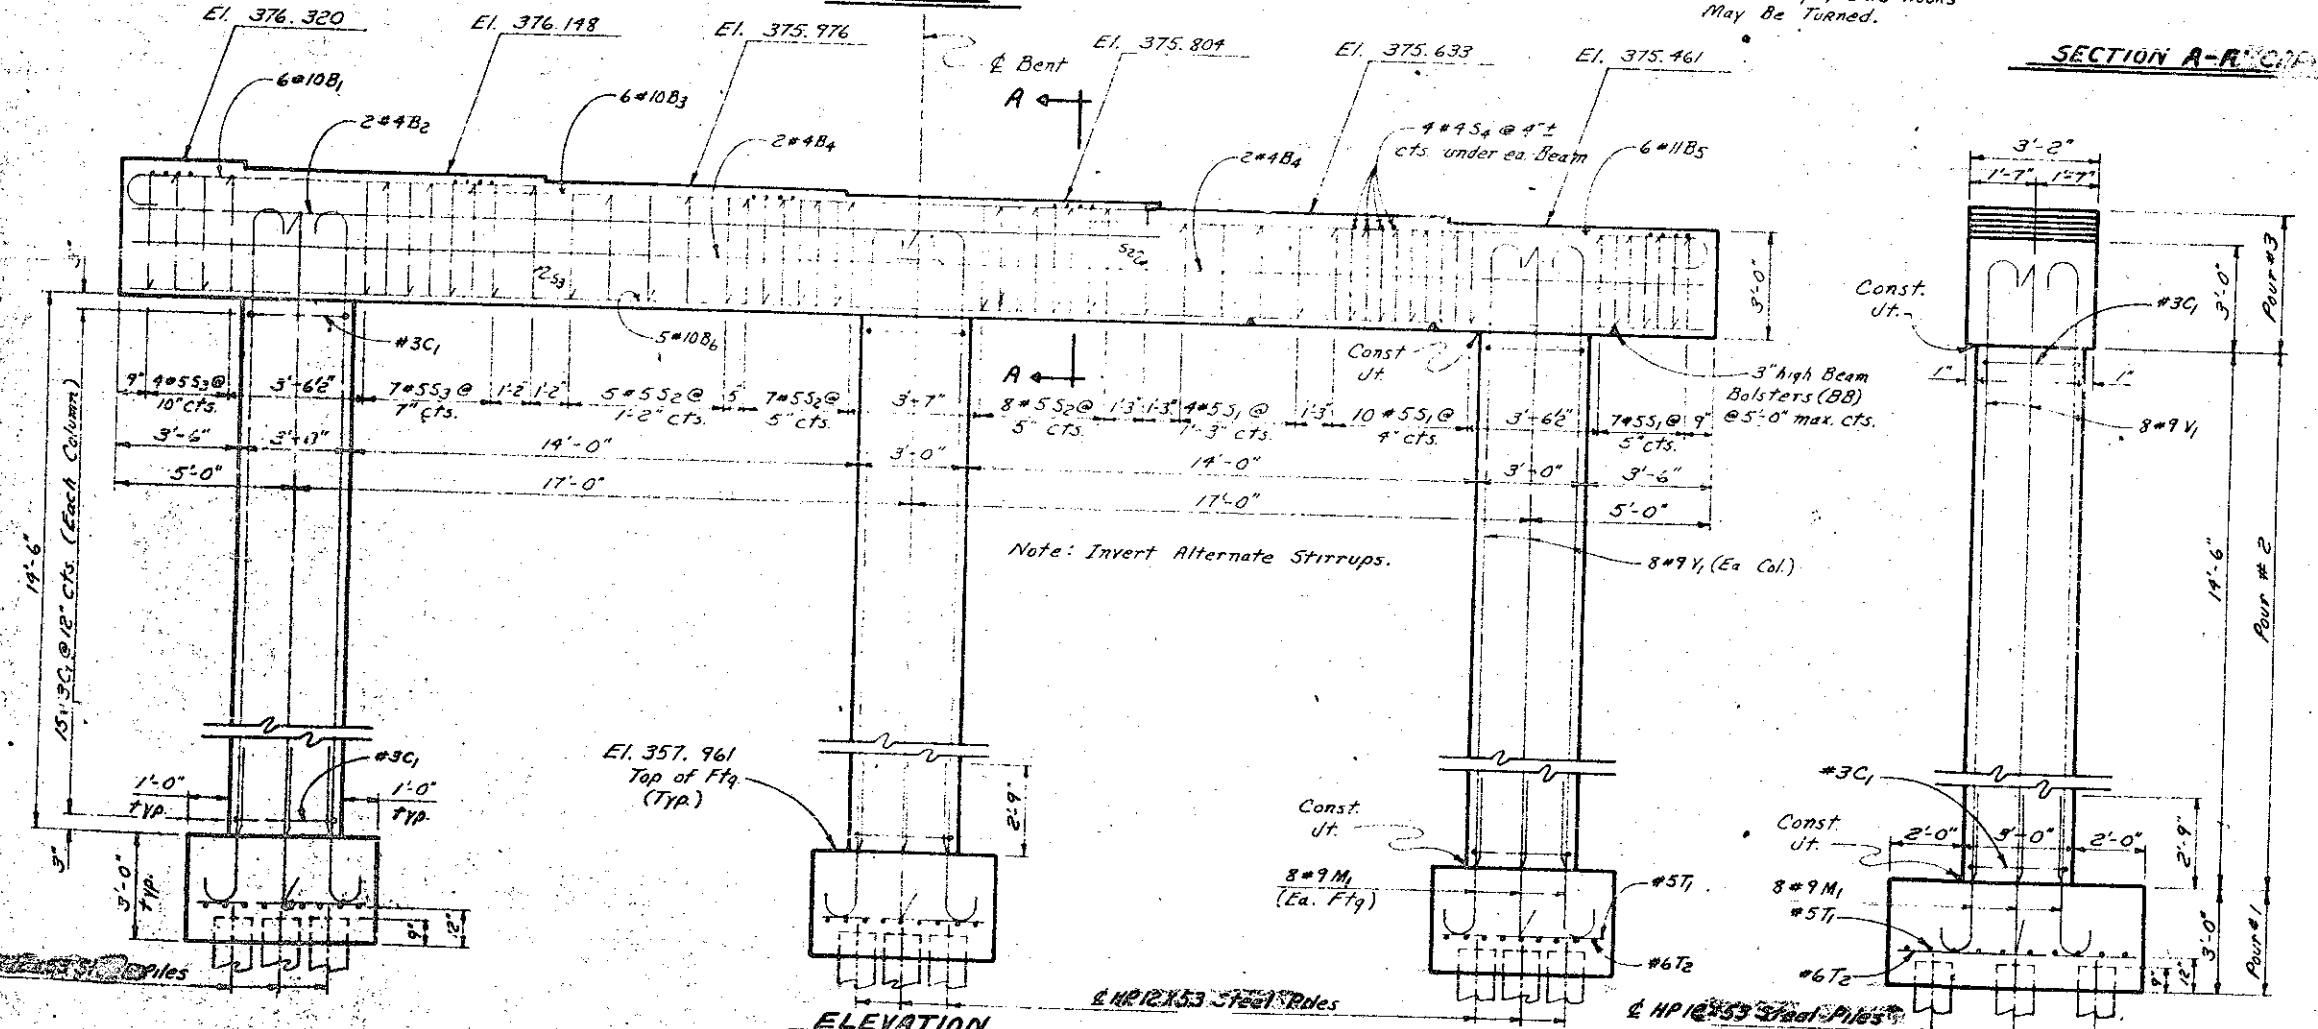 May Be Turned.
SECTION A-A
El. 376.320
El. 376.148
El. 375.976
℄ Bent
El. 375.804
El. 375.633
El. 375.461
A
6#10B₁
2#4B₂
6#10B₃
2#4B₄
2#4B₄
4#4S₄ @ 4"±
cts. under ea. Beam
6#11B₅
3'-2"
1'-7"
1'-7"
3'-0"
3'-0"
Pour #3
Const.
Jt.
#3C₁
1"
1"
8#9V₁
#3C₁
5#10B₆
Const
Jt.
A
3" high Beam
Bolsters (BB)
@ 5'-0" max. cts.
9"
4#5S₃ @
10" cts.
3'-6½"
7#5S₃ @
7" cts.
1'-2"
1'-2"
5#5S₂ @
1'-2" cts.
5
7#5S₂ @
5" cts.
3'-7"
8#5S₂ @
5" cts.
1'-3"
1'-3"
4#5S₁ @
1'-3" cts.
1'-3"
10#5S₁ @
4" cts.
3'-6½"
7#5S₁ @
5" cts.
9"
3'-6"
3'-0"
14'-0"
3'-0"
14'-0"
3'-0"
3'-6"
5'-0"
17'-0"
17'-0"
5'-0"
14'-6"
15#3C₁ @ 12" cts. (Each Column)
Note: Invert Alternate Stirrups.
8#9V₁ (Ea Col.)
14'-6"
Pour #2
El. 357.961
Top of Ftg.
(Typ.)
#3C₁
1'-0"
typ.
1'-0"
typ.
3"
3'-0"
typ.
9"
12"
2'-9"
Const.
Jt.
8#9M₁
(Ea. Ftg)
#5T₁
#6T₂
#3C₁
Const.
Jt.
2'-0"
3'-0"
2'-0"
2'-9"
8#9M₁
#5T₁
#6T₂
9"
12"
3'-0"
Pour #1
Piles
℄ HP12X53 Steel Piles
℄ HP12X53 Steel Piles
ELEVATION